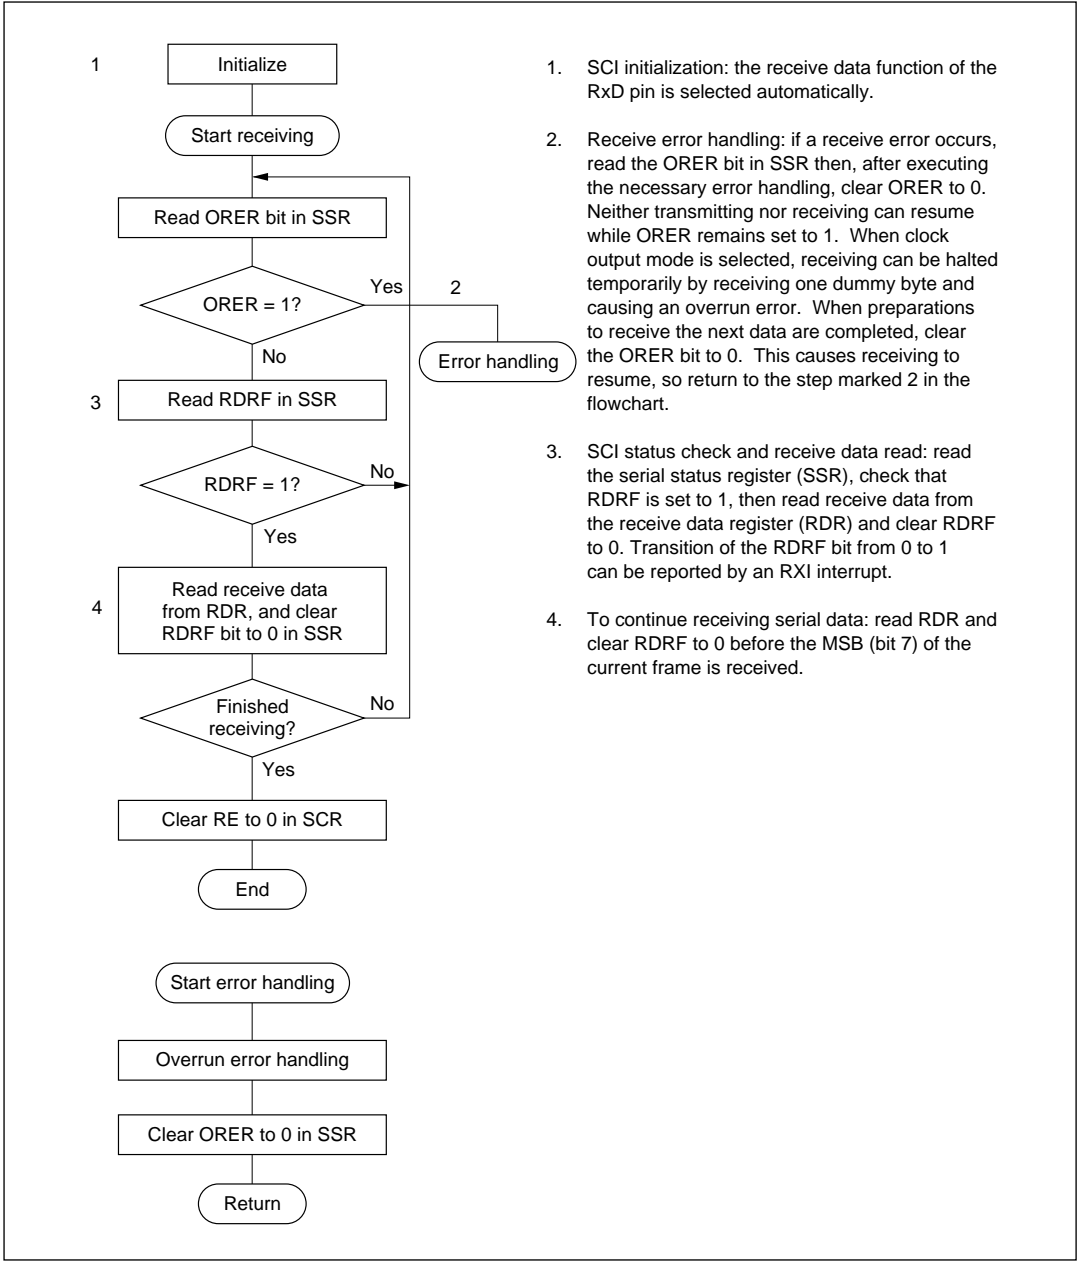 1
Initialize
Start receiving
Read ORER bit in SSR
ORER = 1?
Yes
2
Error handling
No
3
Read RDRF in SSR
RDRF = 1?
No
Yes
4
Read receive data
from RDR, and clear
RDRF bit to 0 in SSR
Finished
receiving?
No
Yes
Clear RE to 0 in SCR
End
Start error handling
Overrun error handling
Clear ORER to 0 in SSR
Return
1. SCI initialization: the receive data function of the
RxD pin is selected automatically.
2. Receive error handling: if a receive error occurs,
read the ORER bit in SSR then, after executing
the necessary error handling, clear ORER to 0.
Neither transmitting nor receiving can resume
while ORER remains set to 1. When clock
output mode is selected, receiving can be halted
temporarily by receiving one dummy byte and
causing an overrun error. When preparations
to receive the next data are completed, clear
the ORER bit to 0. This causes receiving to
resume, so return to the step marked 2 in the
flowchart.
3. SCI status check and receive data read: read
the serial status register (SSR), check that
RDRF is set to 1, then read receive data from
the receive data register (RDR) and clear RDRF
to 0. Transition of the RDRF bit from 0 to 1
can be reported by an RXI interrupt.
4. To continue receiving serial data: read RDR and
clear RDRF to 0 before the MSB (bit 7) of the
current frame is received.